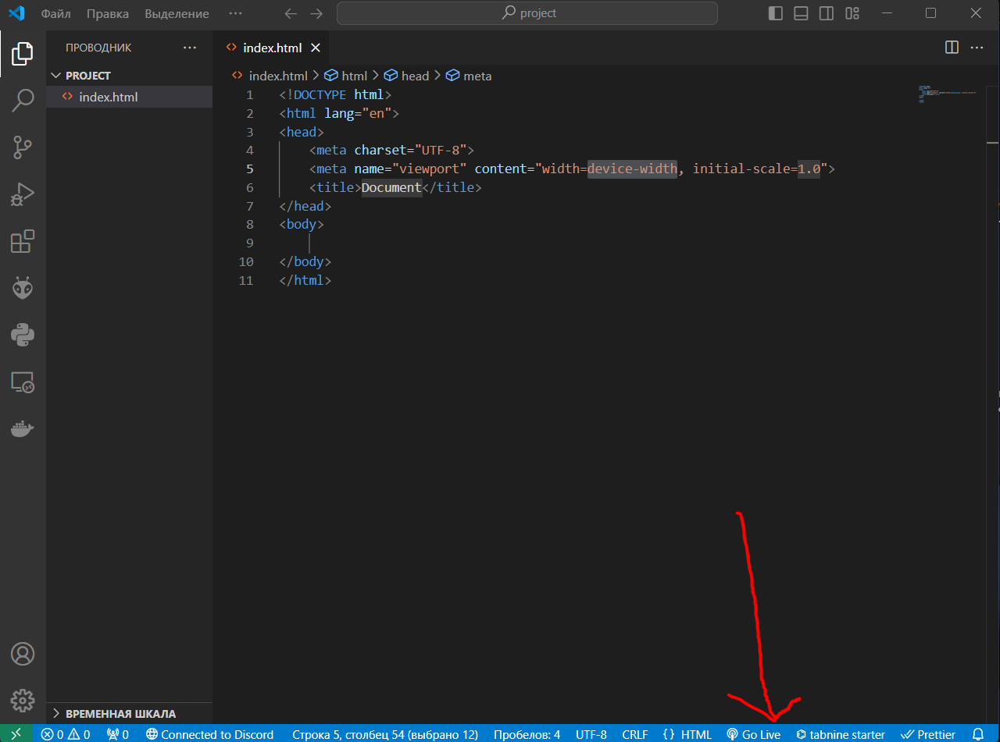 Файл Правка Выделение ··· project
ПРОВОДНИК ···
PROJECT
index.html
ВРЕМЕННАЯ ШКАЛА
index.html
index.html > html > head > meta
1 <!DOCTYPE html>
2 <html lang="en">
3 <head>
4 <meta charset="UTF-8">
5 <meta name="viewport" content="width=device-width, initial-scale=1.0">
6 <title>Document</title>
7 </head>
8 <body>
9
10 </body>
11 </html>
0 0 0 Connected to Discord Строка 5, столбец 54 (выбрано 12) Пробелов: 4 UTF-8 CRLF {} HTML Go Live tabnine starter Prettier